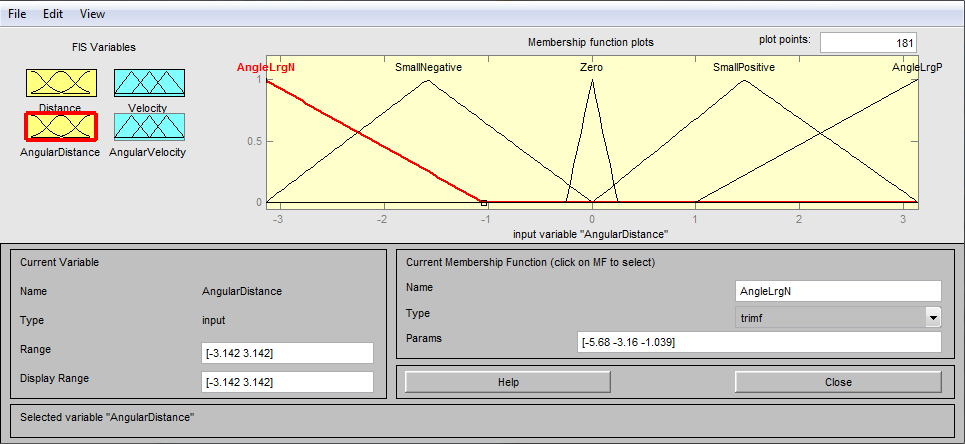 File Edit View
FIS Variables
Membership function plots
plot points: 181
AngleLrgN SmallNegative Zero SmallPositive AngleLrgP
Distance Velocity
AngularDistance AngularVelocity
1
0.5
0
-3 -2 -1 0 1 2 3
input variable "AngularDistance"
Current Variable
Name AngularDistance
Type input
Range [-3.142 3.142]
Display Range [-3.142 3.142]
Current Membership Function (click on MF to select)
Name AngleLrgN
Type trimf
Params [-5.68 -3.16 -1.039]
Help Close
Selected variable "AngularDistance"